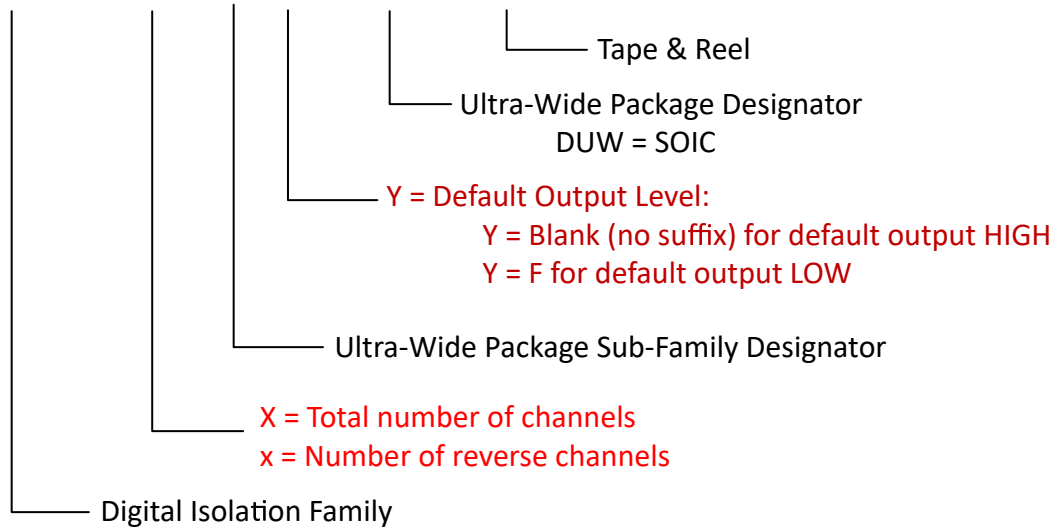 Tape & Reel
Ultra-Wide Package Designator
DUW = SOIC
Y = Default Output Level:
Y = Blank (no suffix) for default output HIGH
Y = F for default output LOW
Ultra-Wide Package Sub-Family Designator
X = Total number of channels
x = Number of reverse channels
Digital Isolation Family